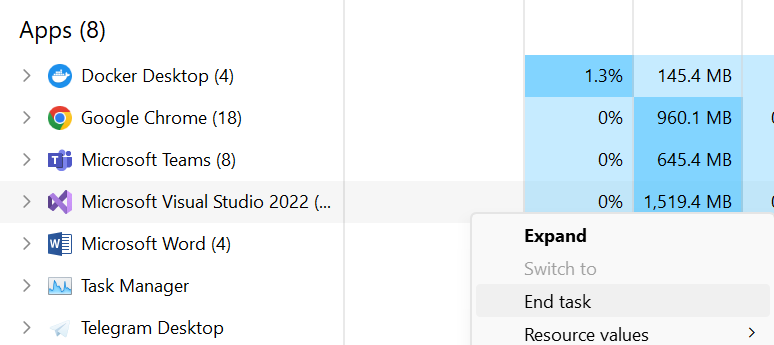 Apps (8)
Docker Desktop (4) 1.3% 145.4 MB
Google Chrome (18) 0% 960.1 MB
Microsoft Teams (8) 0% 645.4 MB
Microsoft Visual Studio 2022 (... 0% 1,519.4 MB
Microsoft Word (4)
Task Manager
Telegram Desktop
Expand
Switch to
End task
Resource values